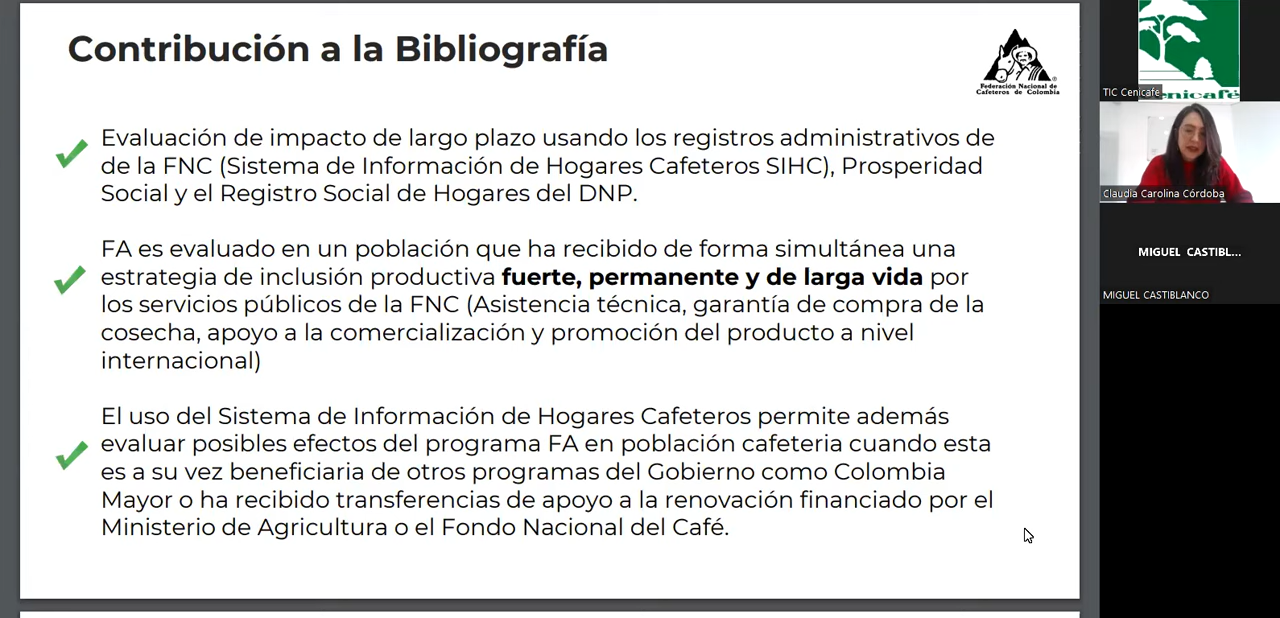 Contribución a la Bibliografía
Federación Nacional de
Cafeteros de Colombia
Evaluación de impacto de largo plazo usando los registros administrativos de
de la FNC (Sistema de Información de Hogares Cafeteros SIHC), Prosperidad
Social y el Registro Social de Hogares del DNP.
FA es evaluado en un población que ha recibido de forma simultánea una
estrategia de inclusión productiva fuerte, permanente y de larga vida por
los servicios públicos de la FNC (Asistencia técnica, garantía de compra de la
cosecha, apoyo a la comercialización y promoción del producto a nivel
internacional)
El uso del Sistema de Información de Hogares Cafeteros permite además
evaluar posibles efectos del programa FA en población cafeteria cuando esta
es a su vez beneficiaria de otros programas del Gobierno como Colombia
Mayor o ha recibido transferencias de apoyo a la renovación financiado por el
Ministerio de Agricultura o el Fondo Nacional del Café.
TIC Cenicafe
enicafé
Claudia Carolina Córdoba
MIGUEL CASTIBL...
MIGUEL CASTIBLANCO